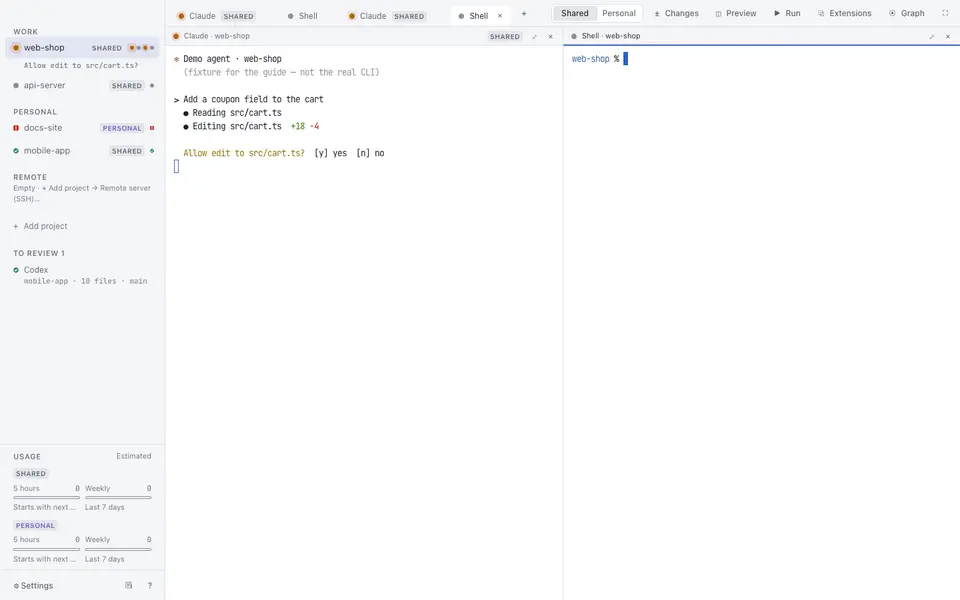 Claude SHARED
Shell
Claude SHARED
Shell ×
+
Shared Personal
Changes
Preview
Run
Extensions
Graph
WORK
web-shop SHARED
Allow edit to src/cart.ts?
api-server SHARED
PERSONAL
docs-site PERSONAL
mobile-app SHARED
REMOTE
Empty · + Add project → Remote server
(SSH)...
+ Add project
TO REVIEW 1
Codex
mobile-app · 10 files · main
USAGE Estimated
SHARED
5 hours 0 Weekly 0
Starts with next ... Last 7 days
PERSONAL
5 hours 0 Weekly 0
Starts with next ... Last 7 days
Settings ?
Claude · web-shop SHARED ×
Demo agent · web-shop
(fixture for the guide — not the real CLI)
> Add a coupon field to the cart
● Reading src/cart.ts
● Editing src/cart.ts +18 -4
Allow edit to src/cart.ts? [y] yes [n] no
Shell · web-shop ×
web-shop %